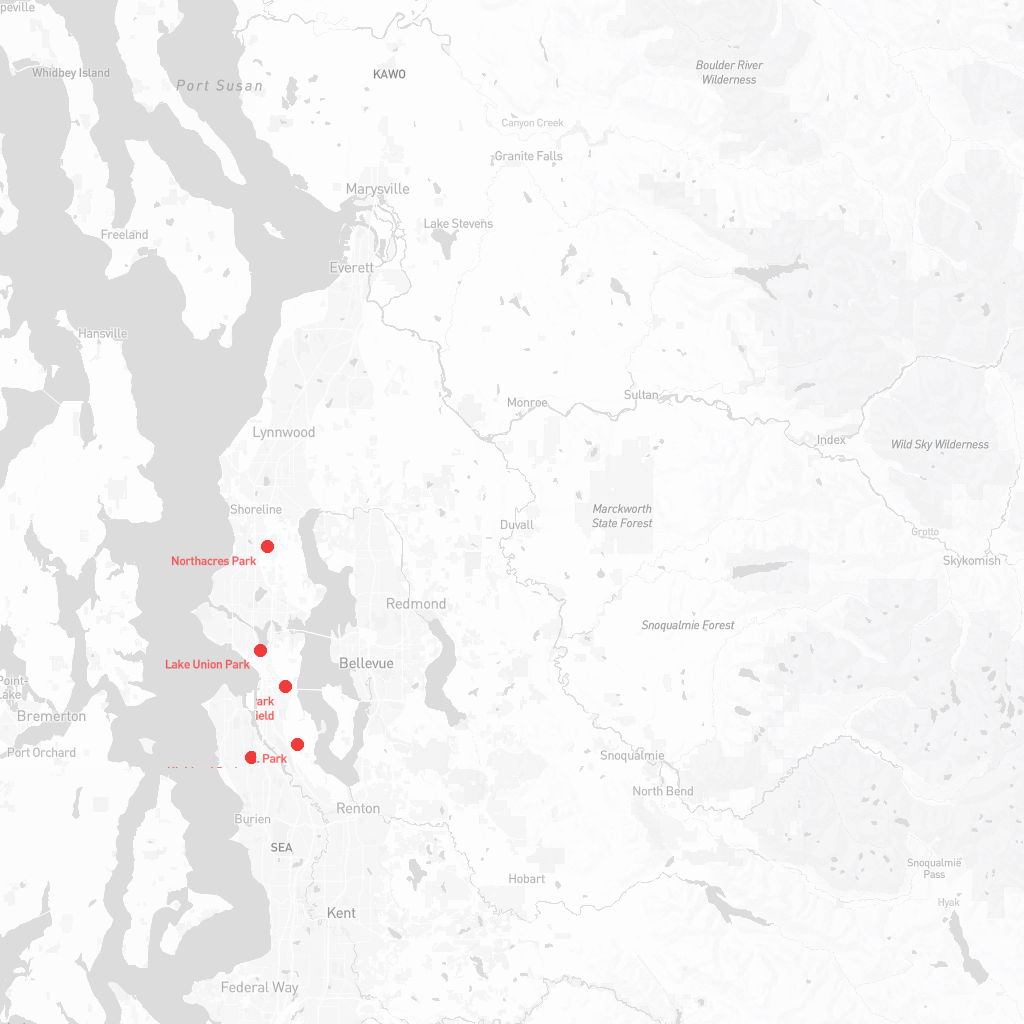 peville
Whidbey Island
Port Susan
KAWO
Boulder River
Wilderness
Canyon Creek
Granite Falls
Marysville
Lake Stevens
Freeland
Everett
Hansville
Monroe
Sultan
Lynnwood
Index
Wild Sky Wilderness
Shoreline
Marckworth
State Forest
Duvall
Grotto
Northacres Park
Skykomish
Redmond
Snoqualmie Forest
Lake Union Park
Bellevue
Point-
Lake
ark
ield
Bremerton
Port Orchard
. Park
Snoqualmie
North Bend
Renton
Burien
SEA
Snoqualmie
Pass
Hobart
Hyak
Kent
Federal Way